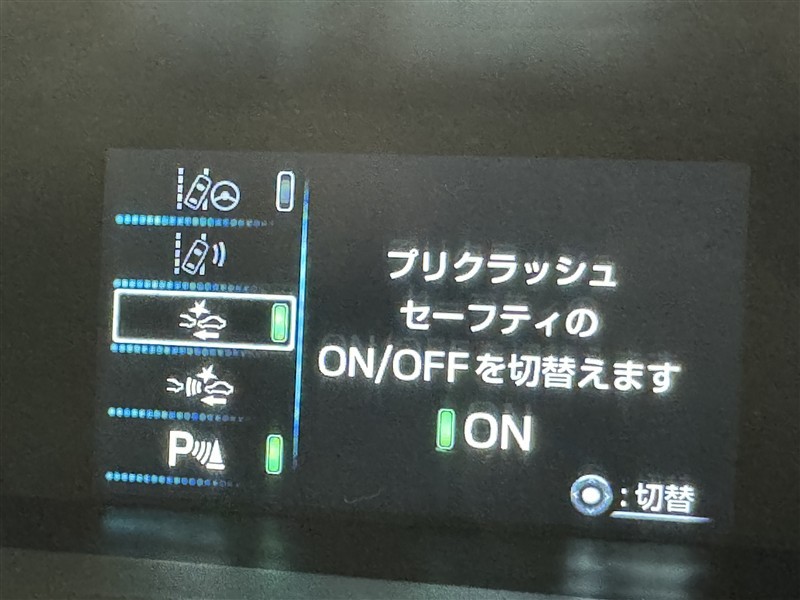 プリクラッシュ
セーフティの
ON/OFFを切替えます
ON
P
:切替